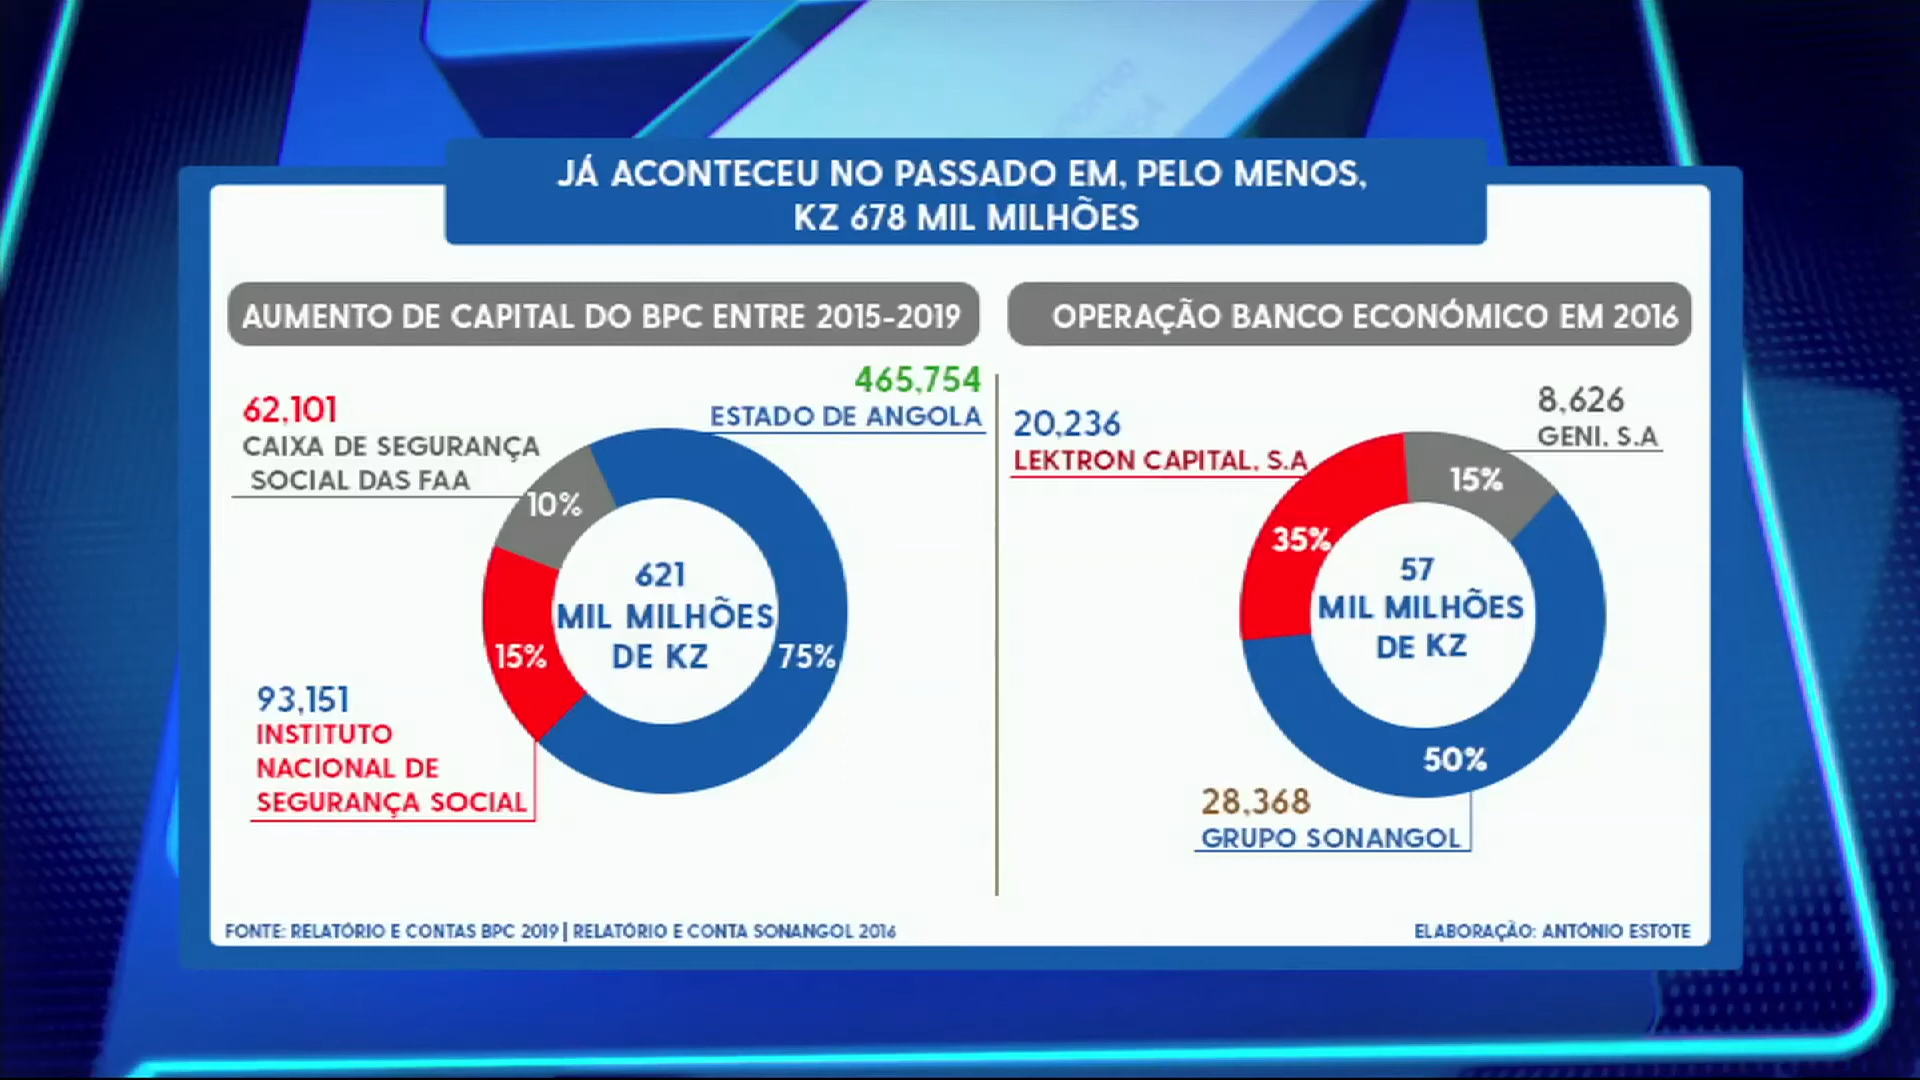 JÁ ACONTECEU NO PASSADO EM, PELO MENOS,
KZ 678 MIL MILHÕES
AUMENTO DE CAPITAL DO BPC ENTRE 2015-2019
465,754
ESTADO DE ANGOLA
62,101
CAIXA DE SEGURANÇA
SOCIAL DAS FAA
10%
621
MIL MILHÕES
DE KZ
15%
75%
93,151
INSTITUTO
NACIONAL DE
SEGURANÇA SOCIAL
OPERAÇÃO BANCO ECONÓMICO EM 2016
8,626
GENI. S.A
20,236
LEKTRON CAPITAL. S.A
15%
35%
57
MIL MILHÕES
DE KZ
50%
28,368
GRUPO SONANGOL
FONTE: RELATÓRIO E CONTAS BPC 2019 | RELATÓRIO E CONTA SONANGOL 2016
ELABORAÇÃO: ANTÓNIO ESTOTE